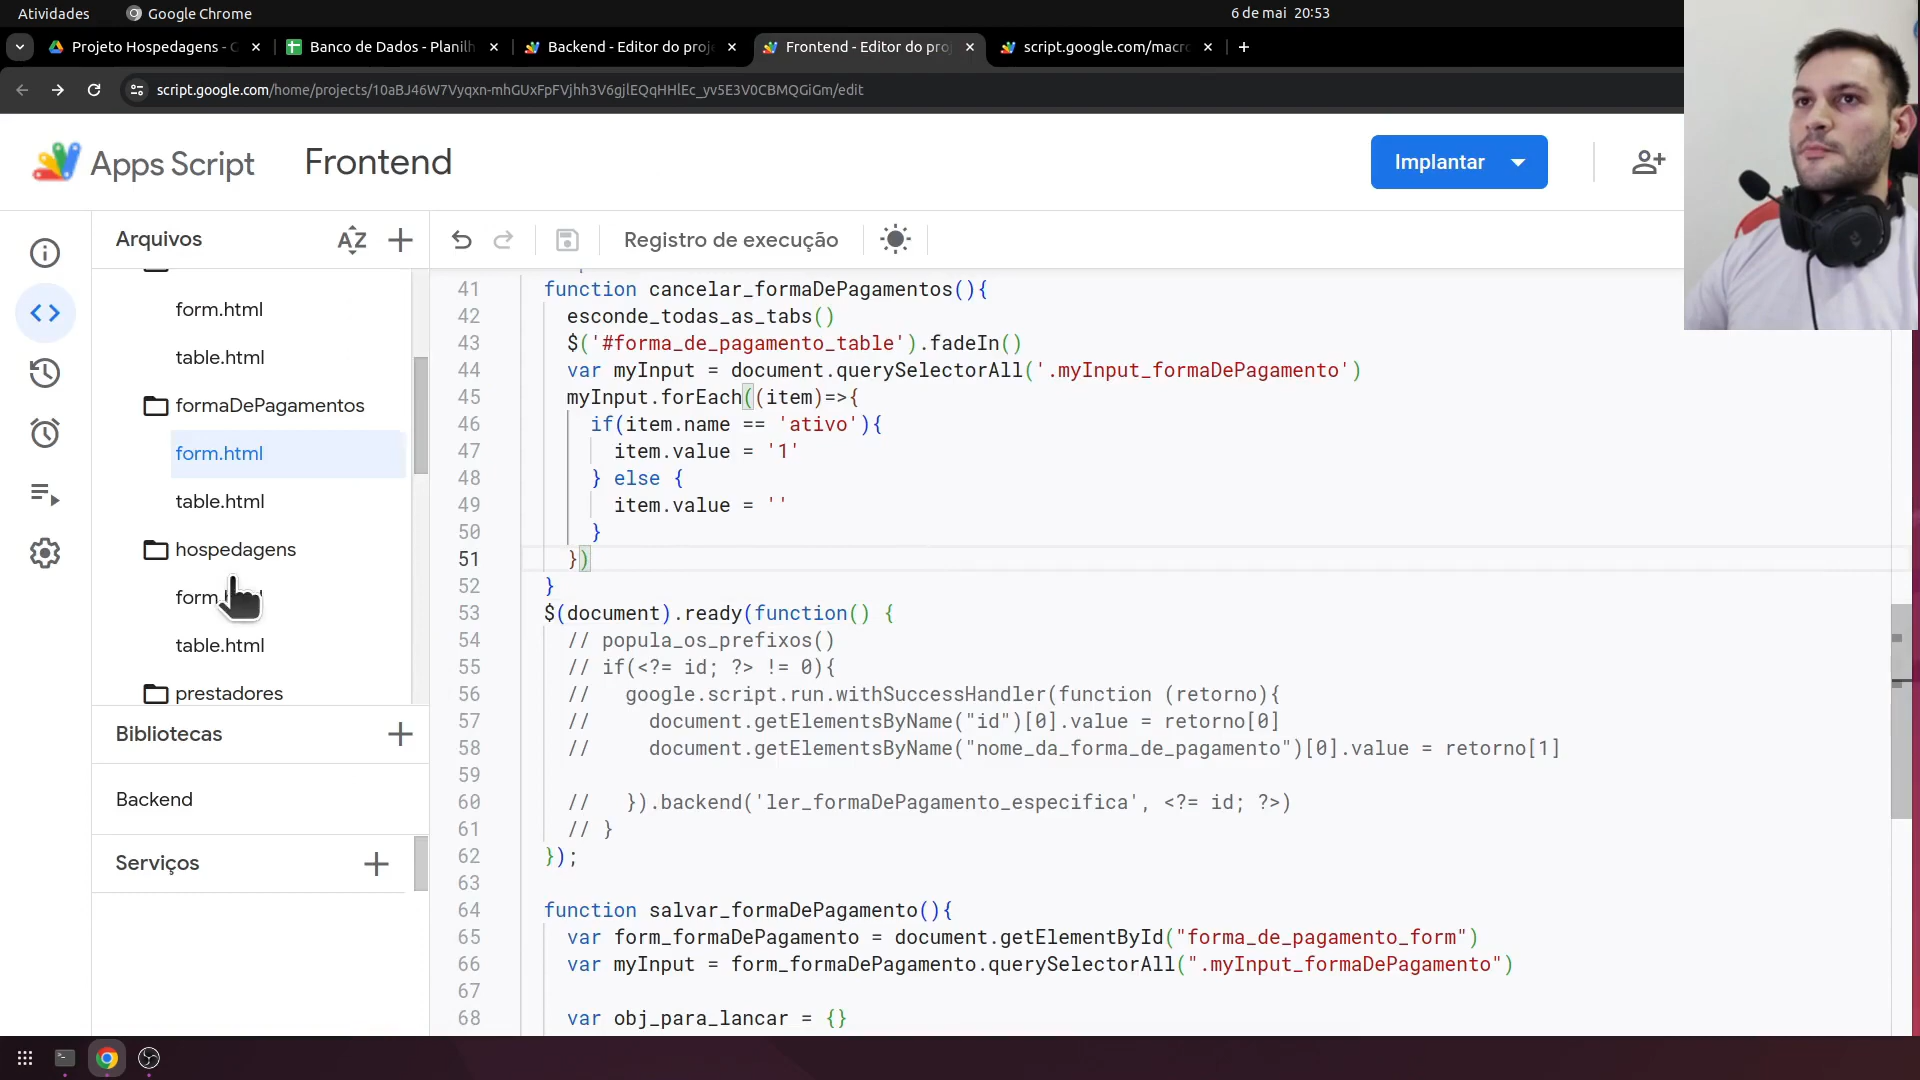 Atividades
Google Chrome
6 de mai 20:53
Projeto Hospedagens -
Banco de Dados - Planilh
Backend - Editor do proj
Frontend - Editor do proj
script.google.com/macro
script.google.com/home/projects/10aBJ46W7Vyqxn-mhGUxFpFVjhh3V6gjlEQqHHlEc_yv5E3V0CBMQGiGm/edit
Apps Script
Frontend
Implantar
Arquivos
AZ
Registro de execução
form.html
table.html
formaDePagamentos
form.html
table.html
hospedagens
form.
table.html
prestadores
Bibliotecas
Backend
Serviços
41 function cancelar_formaDePagamentos(){
42 esconde_todas_as_tabs()
43 $('#forma_de_pagamento_table').fadeIn()
44 var myInput = document.querySelectorAll('.myInput_formaDePagamento')
45 myInput.forEach((item)=>{
46 if(item.name == 'ativo'){
47 item.value = '1'
48 } else {
49 item.value = ''
50 }
51 })
52 }
53 $(document).ready(function() {
54 // popula_os_prefixos()
55 // if(<?= id; ?> != 0){
56 // google.script.run.withSuccessHandler(function (retorno){
57 // document.getElementsByName("id")[0].value = retorno[0]
58 // document.getElementsByName("nome_da_forma_de_pagamento")[0].value = retorno[1]
59
60 // }).backend('ler_formaDePagamento_especifica', <?= id; ?>)
61 // }
62 });
63
64 function salvar_formaDePagamento(){
65 var form_formaDePagamento = document.getElementById("forma_de_pagamento_form")
66 var myInput = form_formaDePagamento.querySelectorAll(".myInput_formaDePagamento")
67
68 var obj_para_lancar = {}